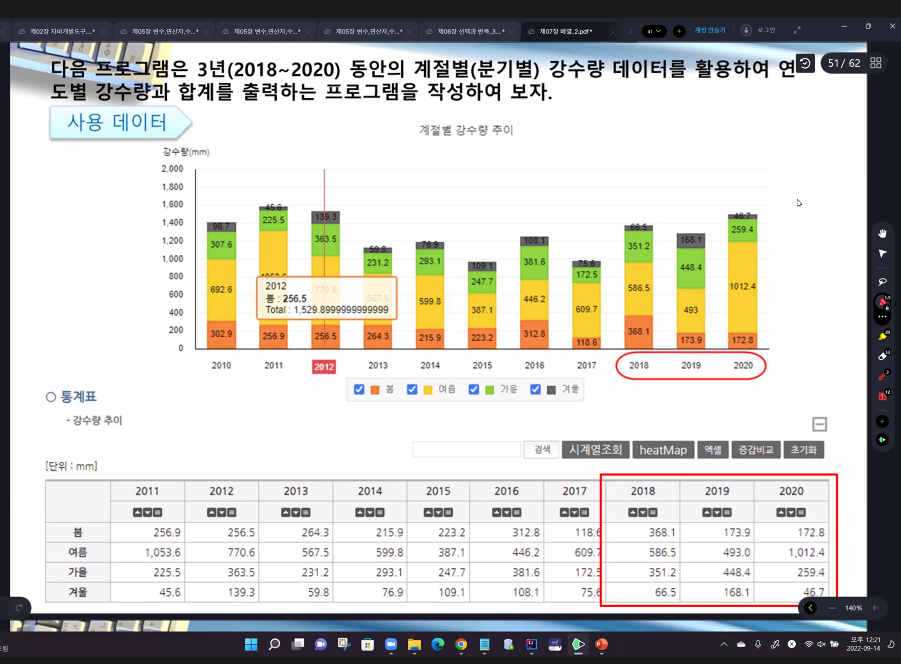 제02장 자바개발도구...*
제05장 변수,연산자,수...*
제05장 변수,연산자,수...*
제05장 변수,연산자,수...*
제06장 선택과 반복_3...*
제07장 배열_2.pdf*
41
계정 만들기
로그인
다음 프로그램은 3년(2018~2020) 동안의 계절별(분기별) 강수량 데이터를 활용하여 연
도별 강수량과 합계를 출력하는 프로그램을 작성하여 보자.
51 / 62
사용 데이터
계절별 강수량 추이
강수량(mm)
2,000
1,800
1,600
1,400
1,200
1,000
800
600
400
200
0
98.7 307.6 692.6 302.9
45.6 225.5 256.9
139.3 363.5 256.5
59.8 231.2 264.3
76.9 293.1 599.8 215.9
109.1 247.7 387.1 223.2
108.1 381.6 446.2 312.8
75.6 172.5 609.7 118.6
66.5 351.2 586.5 368.1
168.1 448.4 493 173.9
46.7 259.4 1012.4 172.8
2012
봄 : 256.5
Total : 1,529.8999999999999
2010 2011 2012 2013 2014 2015 2016 2017 2018 2019 2020
봄 여름 가을 겨울
통계표
- 강수량 추이
검색 시계열조회 heatMap 엑셀 증감비교 초기화
[단위 : mm]
2011 2012 2013 2014 2015 2016 2017 2018 2019 2020
봄 256.9 256.5 264.3 215.9 223.2 312.8 118.6 368.1 173.9 172.8
여름 1,053.6 770.6 567.5 599.8 387.1 446.2 609.7 586.5 493.0 1,012.4
가을 225.5 363.5 231.2 293.1 247.7 381.6 172.5 351.2 448.4 259.4
겨울 45.6 139.3 59.8 76.9 109.1 108.1 75.6 66.5 168.1 46.7
140%
오후 12:21
2022-09-14